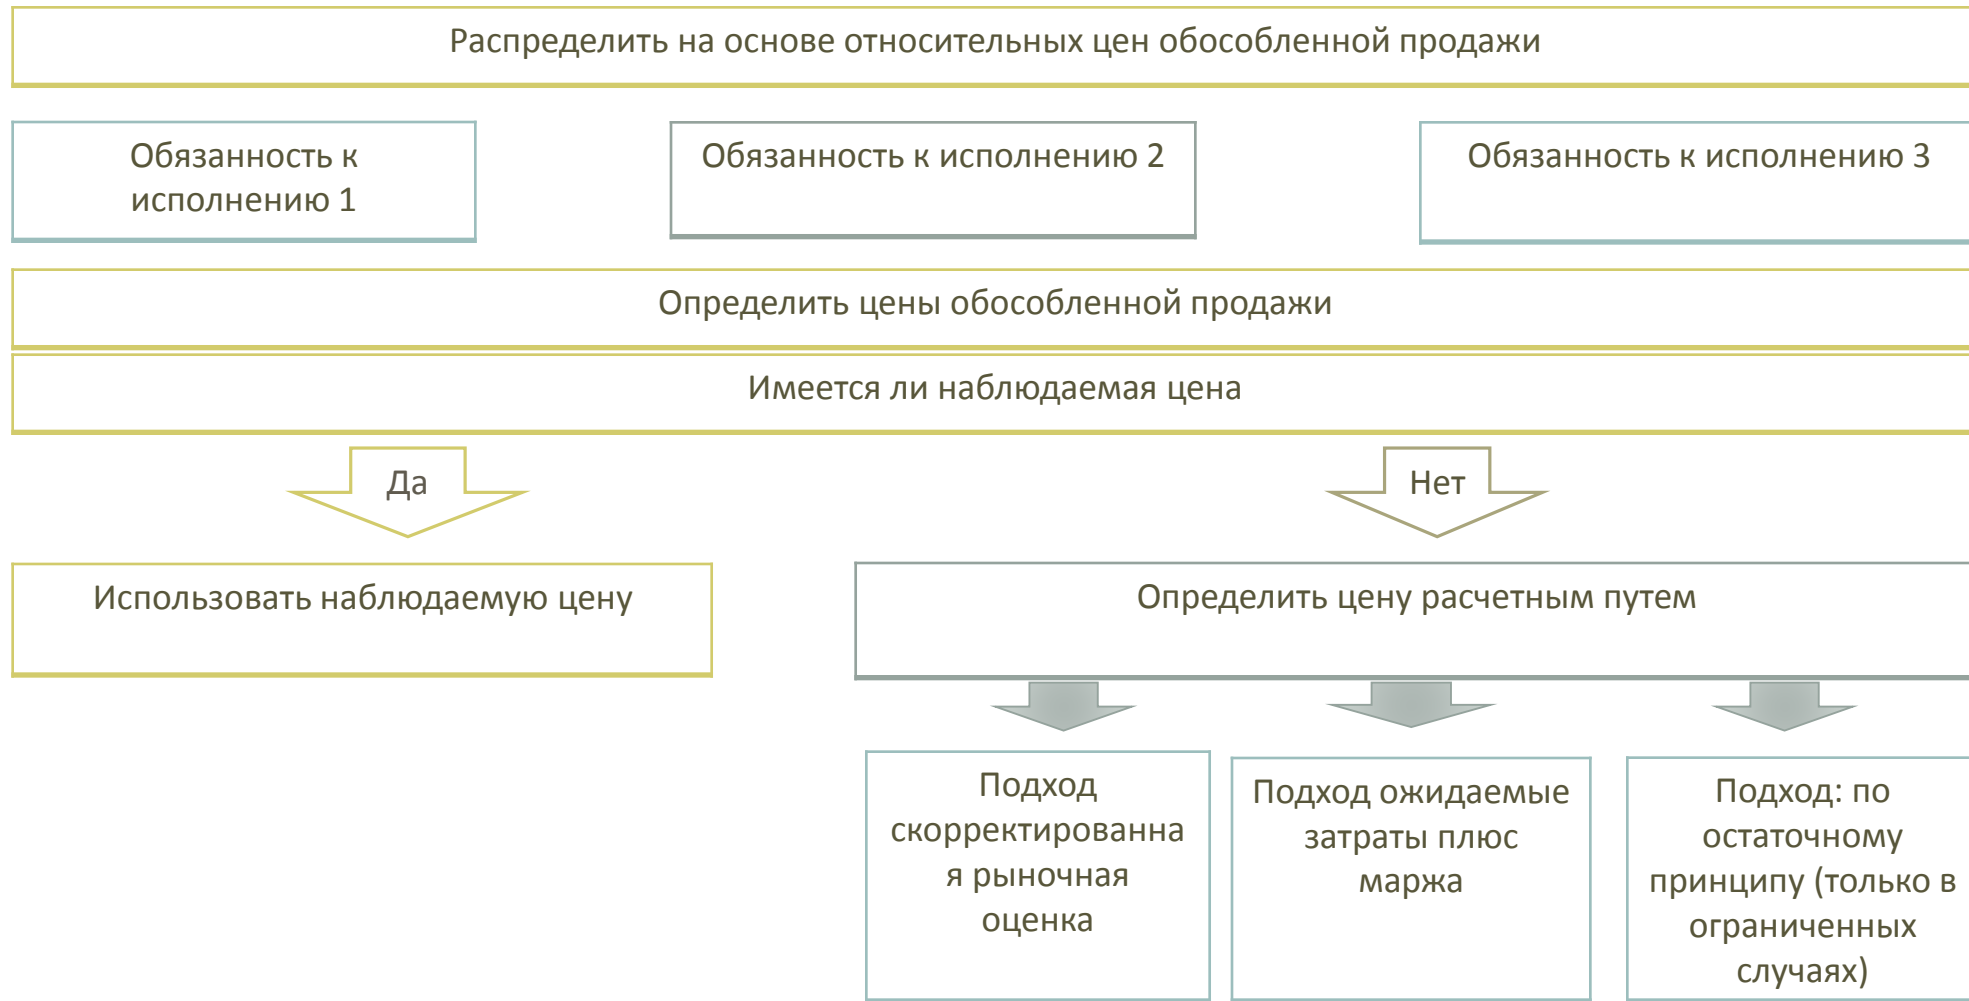 Распределить на основе относительных цен обособленной продажи
Обязанность к
исполнению 1
Обязанность к исполнению 2
Обязанность к исполнению 3
Определить цены обособленной продажи
Имеется ли наблюдаемая цена
Да
Нет
Использовать наблюдаемую цену
Определить цену расчетным путем
Подход
скорректированна
я рыночная
оценка
Подход ожидаемые
затраты плюс
маржа
Подход: по
остаточному
принципу (только в
ограниченных
случаях)